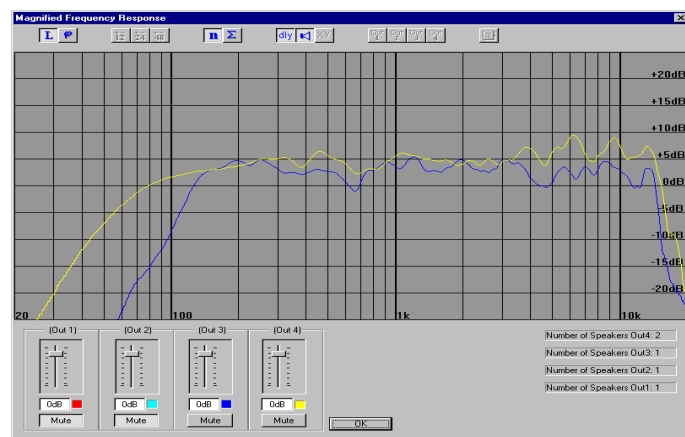 Magnified Frequency Response
L φ +- 12 +- 24 +- 48 n Σ dly XY Out 1 Out 2 Out 3 Out 4
+20dB
+15dB
+10dB
+5dB
+0dB
-5dB
-10dB
-15dB
-20dB
20 100 1k 10k
(Out 1) (Out 2) (Out 3) (Out 4)
Number of Speakers Out4: 2
Number of Speakers Out3: 1
Number of Speakers Out2: 1
Number of Speakers Out1: 1
0dB 0dB 0dB 0dB
Mute Mute Mute Mute
OK